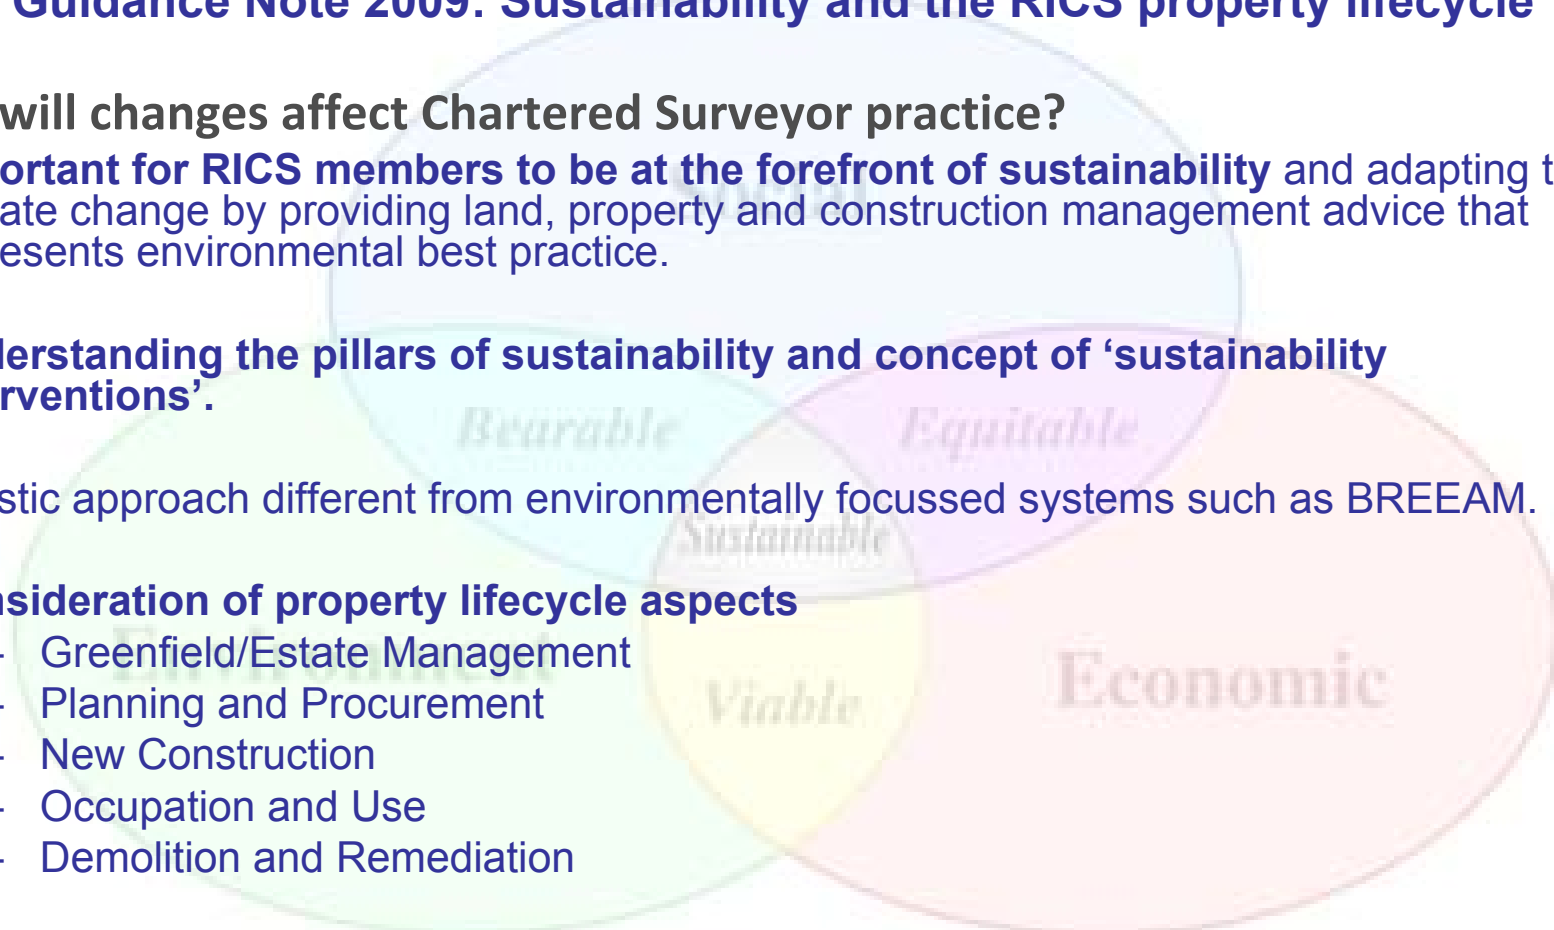 Guidance Note 2009: Sustainability and the RICS property lifecycle
will changes affect Chartered Surveyor practice?
ortant for RICS members to be at the forefront of sustainability and adapting t
ate change by providing land, property and construction management advice that
esents environmental best practice.
Social
derstanding the pillars of sustainability and concept of ‘sustainability
rventions’.
Bearable
Equitable
stic approach different from environmentally focussed systems such as BREEAM.
Sustainable
nsideration of property lifecycle aspects
- Greenfield/Estate Management
Environment
Economic
- Planning and Procurement
Viable
- New Construction
- Occupation and Use
- Demolition and Remediation